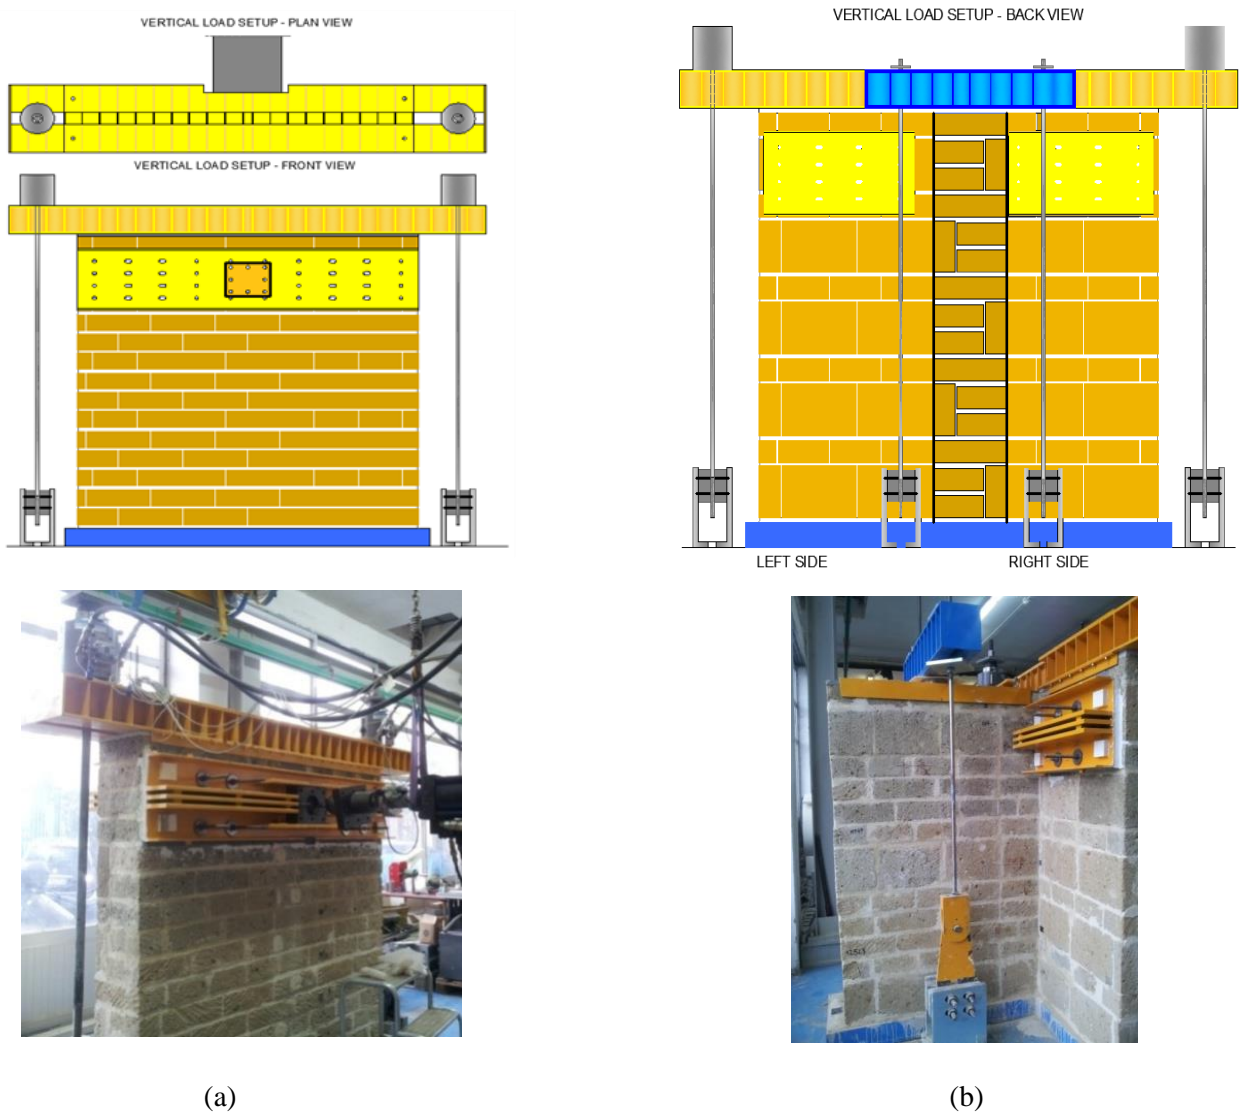 VERTICAL LOAD SETUP - PLAN VIEW
VERTICAL LOAD SETUP - FRONT VIEW
VERTICAL LOAD SETUP - BACK VIEW
LEFT SIDE
RIGHT SIDE
(a)
(b)